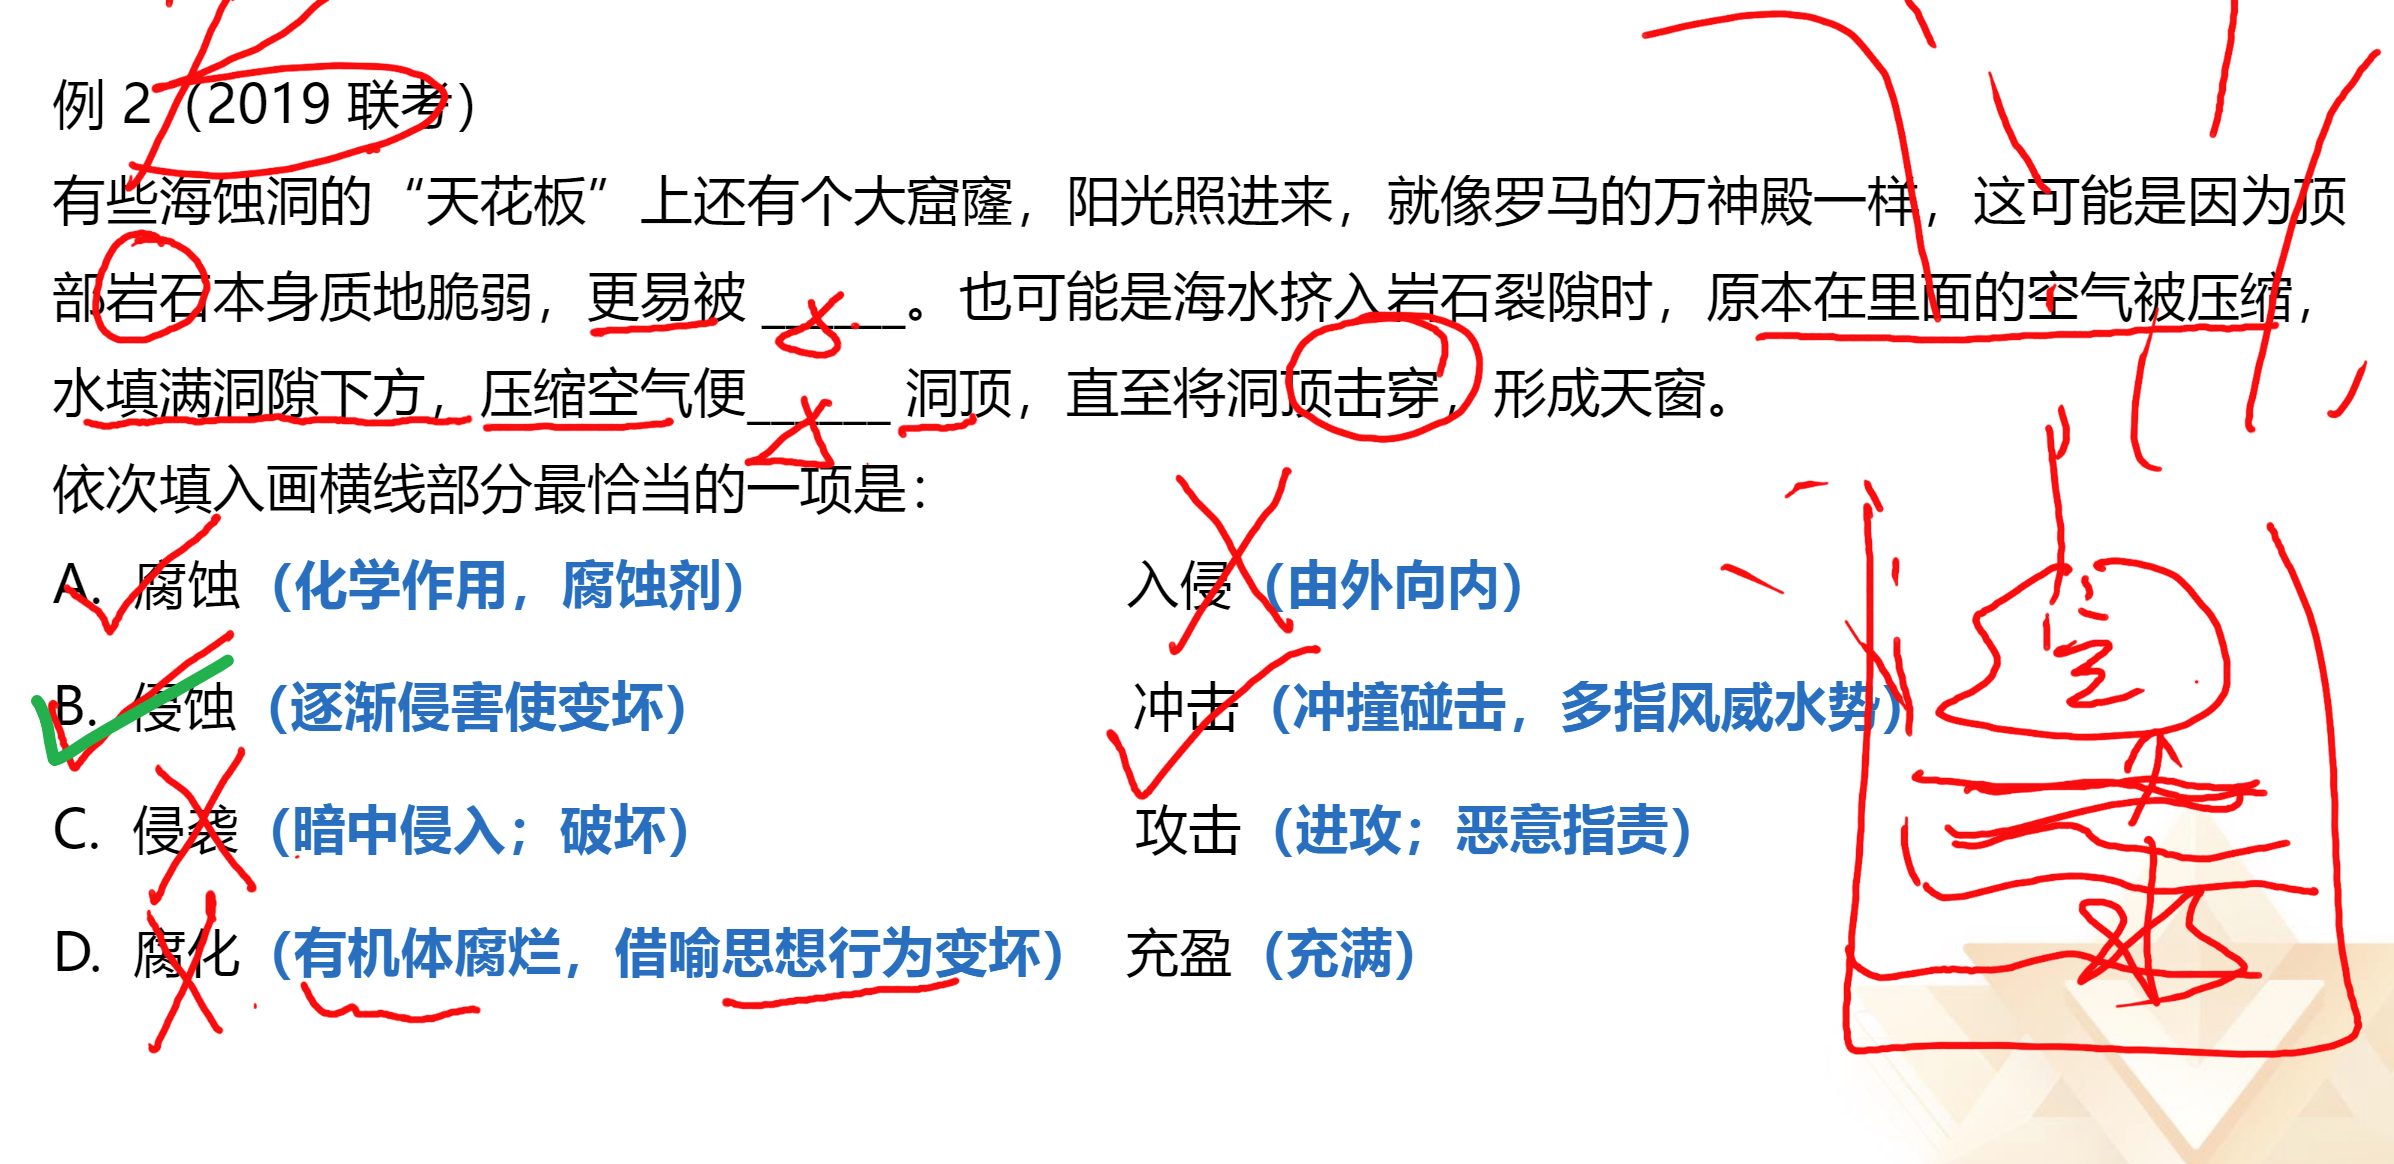 例 2（2019 联考）
有些海蚀洞的“天花板”上还有个大窟窿，阳光照进来，就像罗马的万神殿一样，这可能是因为顶
部岩石本身质地脆弱，更易被 ______。也可能是海水挤入岩石裂隙时，原本在里面的空气被压缩，
水填满洞隙下方，压缩空气便______ 洞顶，直至将洞顶击穿，形成天窗。
依次填入画横线部分最恰当的一项是：
A. 腐蚀（化学作用，腐蚀剂） 入侵（由外向内）
B. 侵蚀（逐渐侵害使变坏） 冲击（冲撞碰击，多指风威水势）
C. 侵袭（暗中侵入；破坏） 攻击（进攻；恶意指责）
D. 腐化（有机体腐烂，借喻思想行为变坏） 充盈（充满）